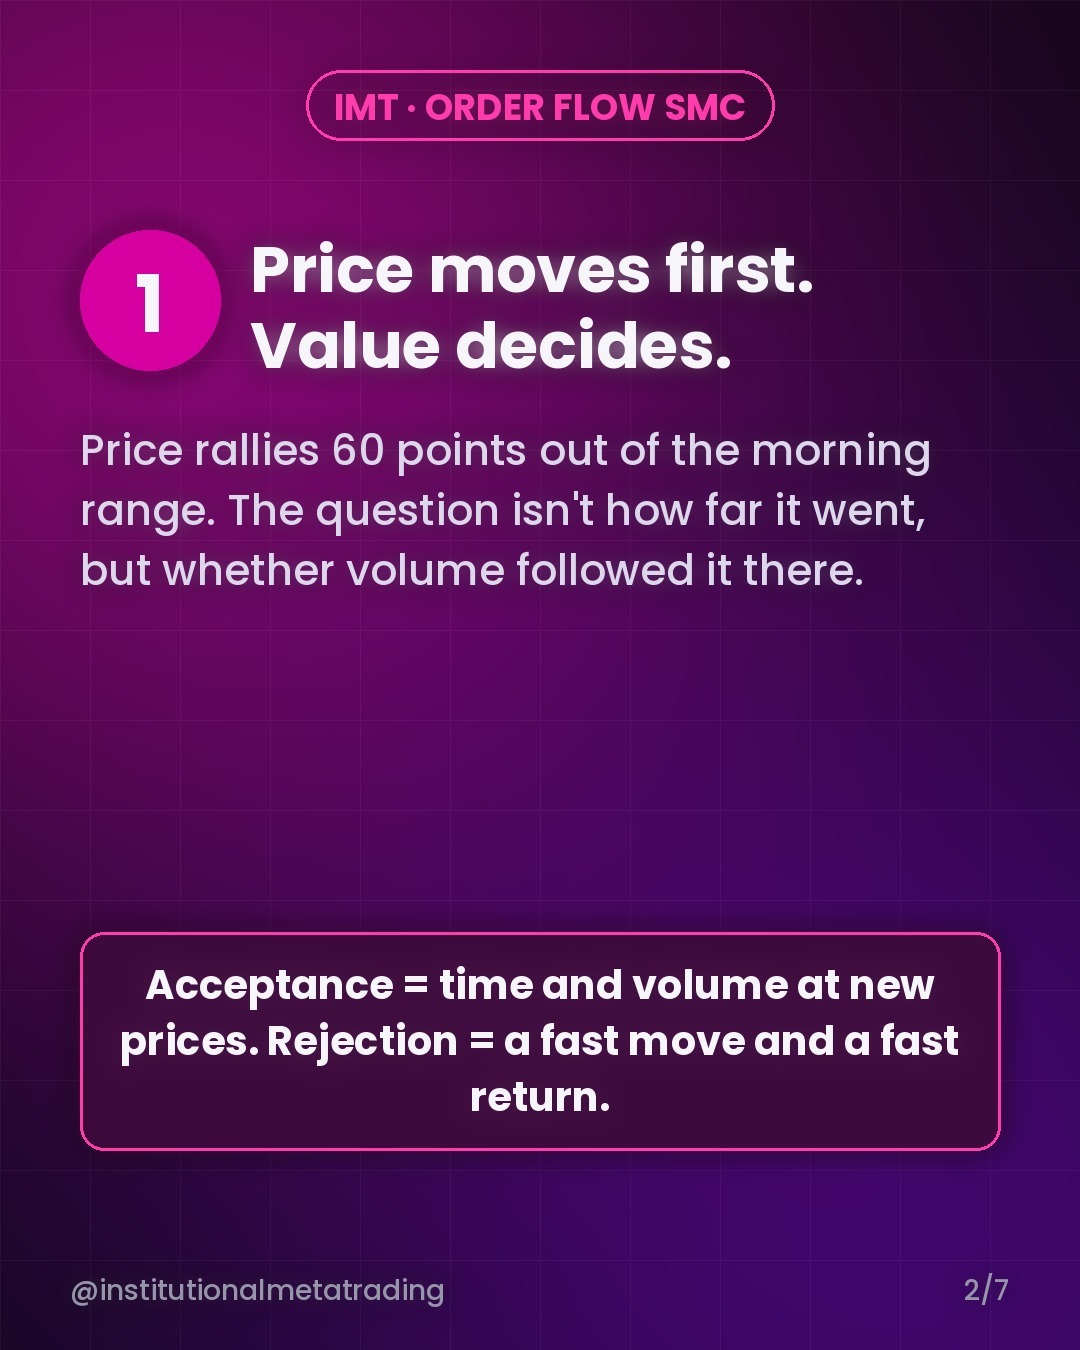 IMT · ORDER FLOW SMC
1
Price moves first.
Value decides.
Price rallies 60 points out of the morning
range. The question isn't how far it went,
but whether volume followed it there.
Acceptance = time and volume at new
prices. Rejection = a fast move and a fast
return.
@institutionalmetatrading
2/7